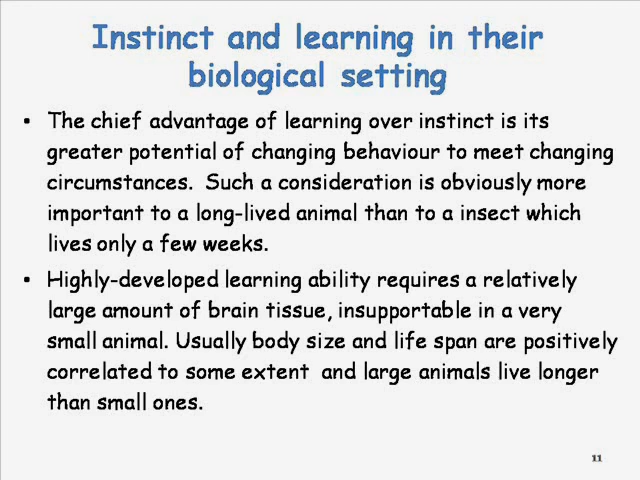 Instinct and learning in their
biological setting
• The chief advantage of learning over instinct is its
greater potential of changing behaviour to meet changing
circumstances.  Such a consideration is obviously more
important to a long-lived animal than to a insect which
lives only a few weeks.
• Highly-developed learning ability requires a relatively
large amount of brain tissue, insupportable in a very
small animal. Usually body size and life span are positively
correlated to some extent  and large animals live longer
than small ones.
11